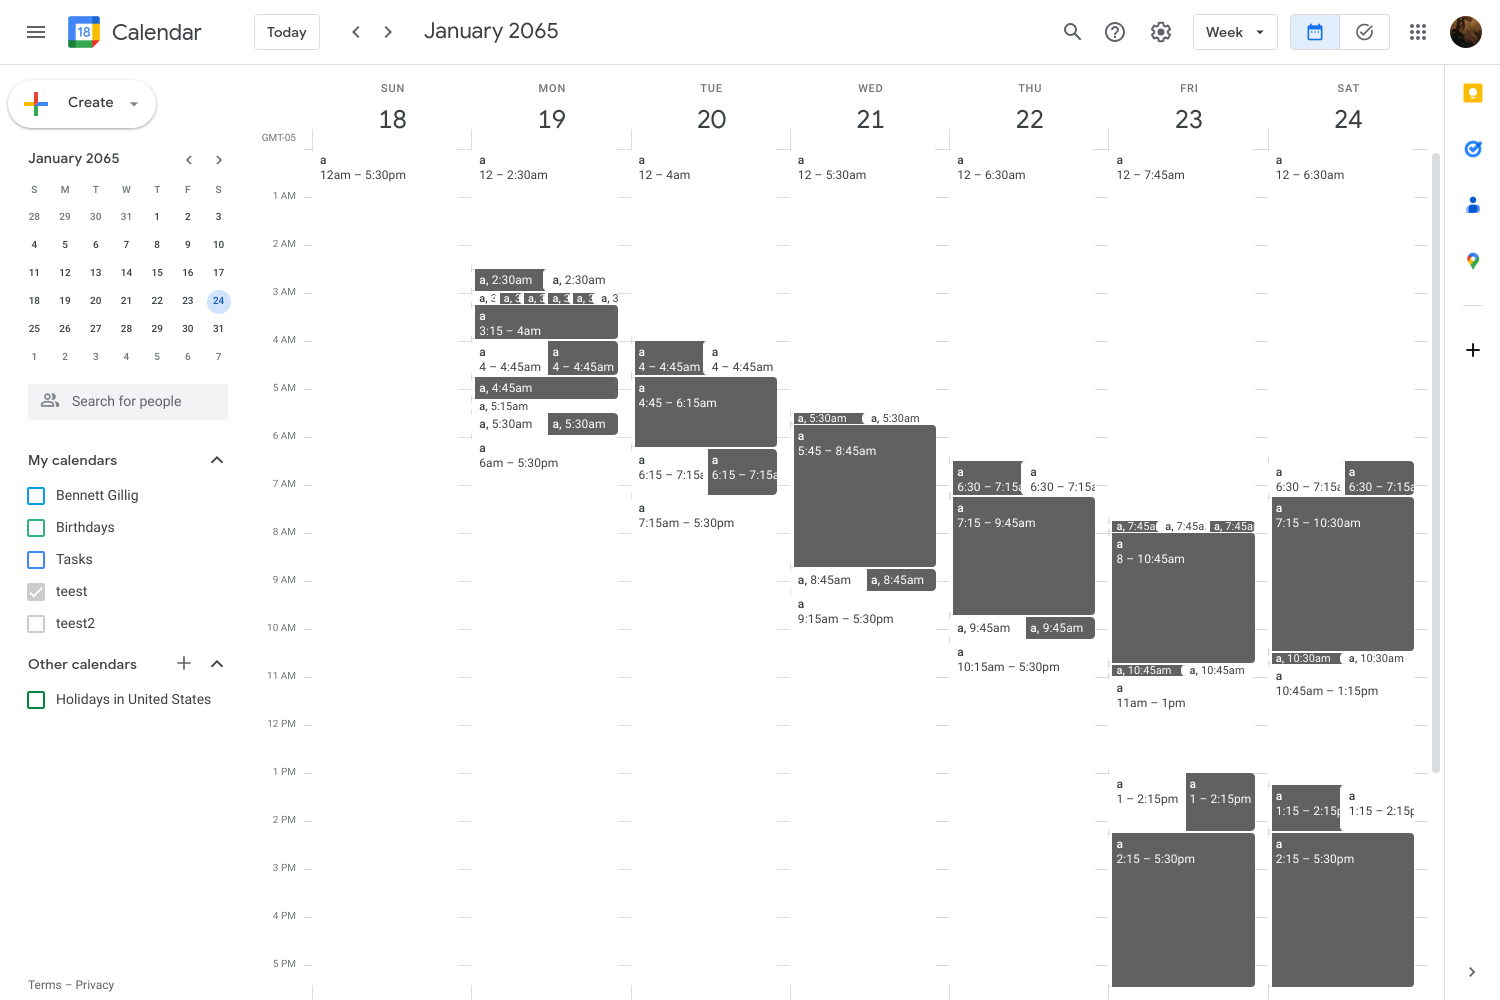 18 Calendar
Today
January 2065
Week
Create
January 2065
S M T W T F S
28 29 30 31 1 2 3
4 5 6 7 8 9 10
11 12 13 14 15 16 17
18 19 20 21 22 23 24
25 26 27 28 29 30 31
1 2 3 4 5 6 7
Search for people
My calendars
Bennett Gillig
Birthdays
Tasks
teest
teest2
Other calendars
Holidays in United States
Terms – Privacy
GMT-05
1 AM
2 AM
3 AM
4 AM
5 AM
6 AM
7 AM
8 AM
9 AM
10 AM
11 AM
12 PM
1 PM
2 PM
3 PM
4 PM
5 PM
SUN
18
a
12am – 5:30pm
MON
19
a
12 – 2:30am
a, 2:30am
a, 2:30am
a, 3
a, 3
a, 3
a, 3
a, 3
a, 3
a
3:15 – 4am
a
4 – 4:45am
a
4 – 4:45am
a, 4:45am
a, 5:15am
a, 5:30am
a, 5:30am
a
6am – 5:30pm
TUE
20
a
12 – 4am
a
4 – 4:45am
a
4 – 4:45am
a
4:45 – 6:15am
a
6:15 – 7:15a
a
6:15 – 7:15a
a
7:15am – 5:30pm
WED
21
a
12 – 5:30am
a, 5:30am
a, 5:30am
a
5:45 – 8:45am
a, 8:45am
a, 8:45am
a
9:15am – 5:30pm
THU
22
a
12 – 6:30am
a
6:30 – 7:15a
a
6:30 – 7:15a
a
7:15 – 9:45am
a, 9:45am
a, 9:45am
a
10:15am – 5:30pm
FRI
23
a
12 – 7:45am
a, 7:45a
a, 7:45a
a, 7:45a
a
8 – 10:45am
a, 10:45am
a, 10:45am
a
11am – 1pm
a
1 – 2:15pm
a
1 – 2:15pm
a
2:15 – 5:30pm
SAT
24
a
12 – 6:30am
a
6:30 – 7:15a
a
6:30 – 7:15a
a
7:15 – 10:30am
a, 10:30am
a, 10:30am
a
10:45am – 1:15pm
a
1:15 – 2:15p
a
1:15 – 2:15p
a
2:15 – 5:30pm